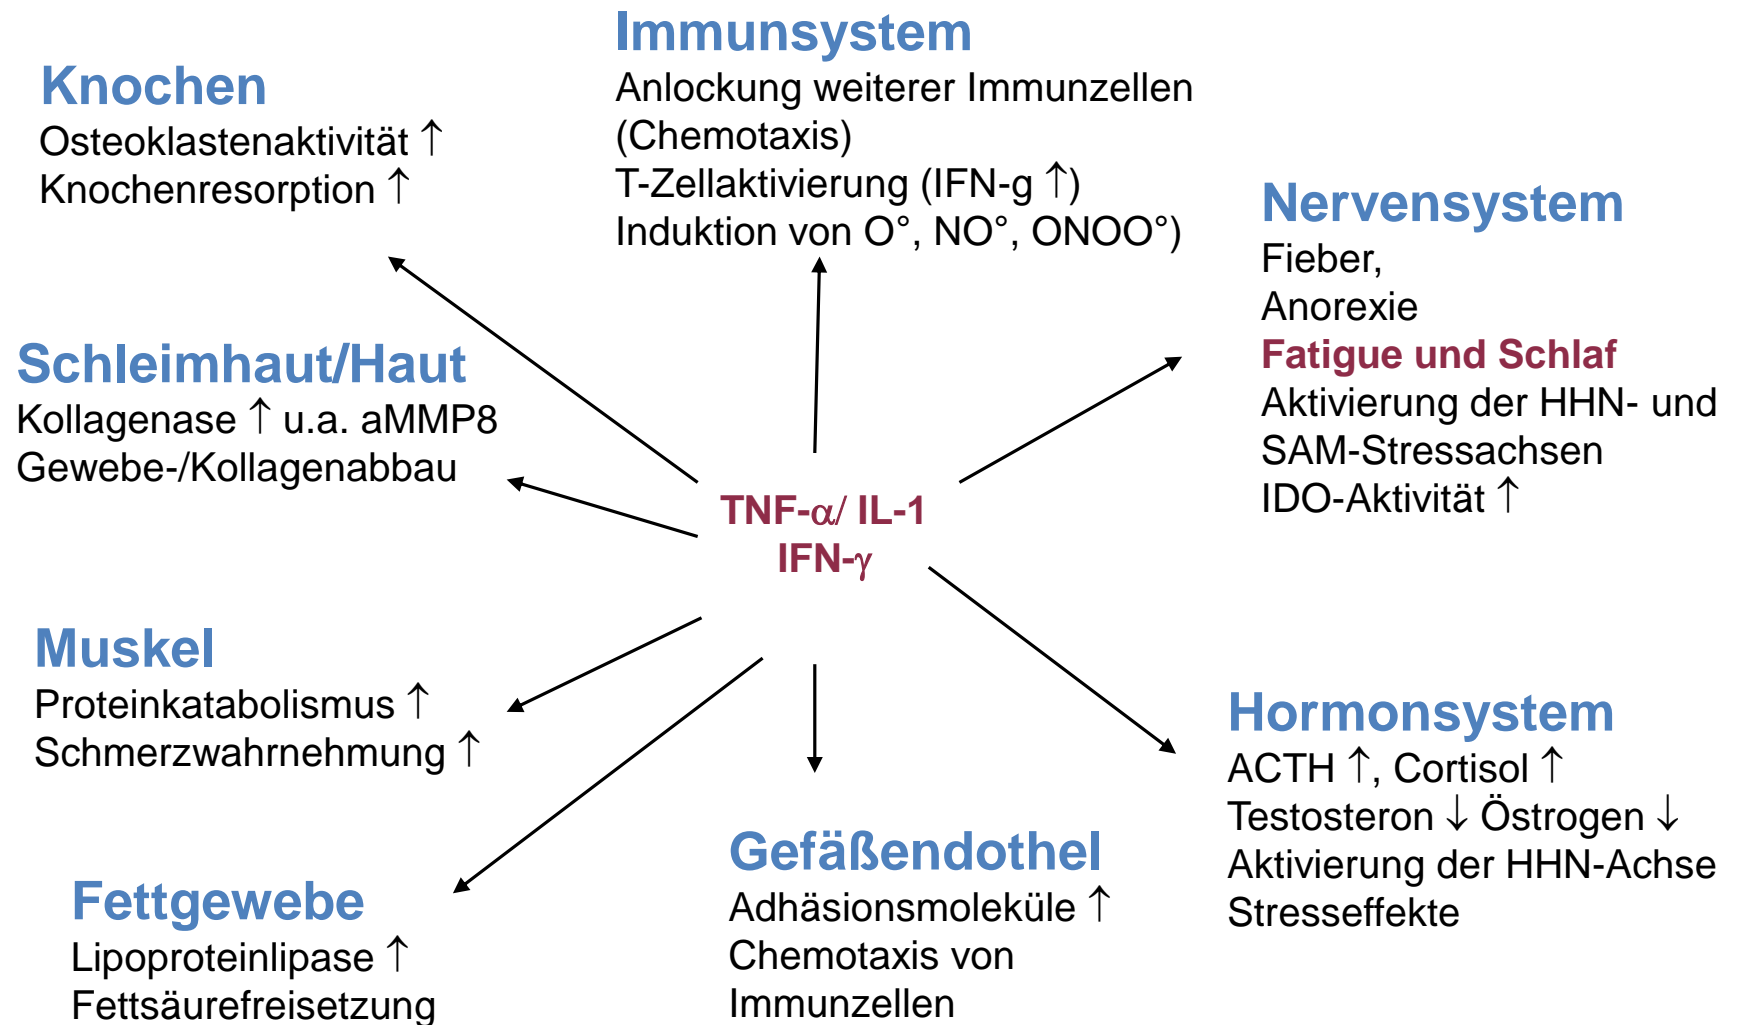 Immunsystem
Anlockung weiterer Immunzellen
(Chemotaxis)
T-Zellaktivierung (IFN-g ↑)
Induktion von O°, NO°, ONOO°)
Knochen
Osteoklastenaktivität ↑
Knochenresorption ↑
Nervensystem
Fieber,
Anorexie
Fatigue und Schlaf
Aktivierung der HHN- und
SAM-Stressachsen
IDO-Aktivität ↑
Schleimhaut/Haut
Kollagenase ↑ u.a. aMMP8
Gewebe-/Kollagenabbau
TNF-α/ IL-1
IFN-γ
Muskel
Proteinkatabolismus ↑
Schmerzwahrnehmung ↑
Hormonsystem
ACTH ↑, Cortisol ↑
Testosteron ↓ Östrogen ↓
Aktivierung der HHN-Achse
Stresseffekte
Gefäßendothel
Adhäsionsmoleküle ↑
Chemotaxis von
Immunzellen
Fettgewebe
Lipoproteinlipase ↑
Fettsäurefreisetzung